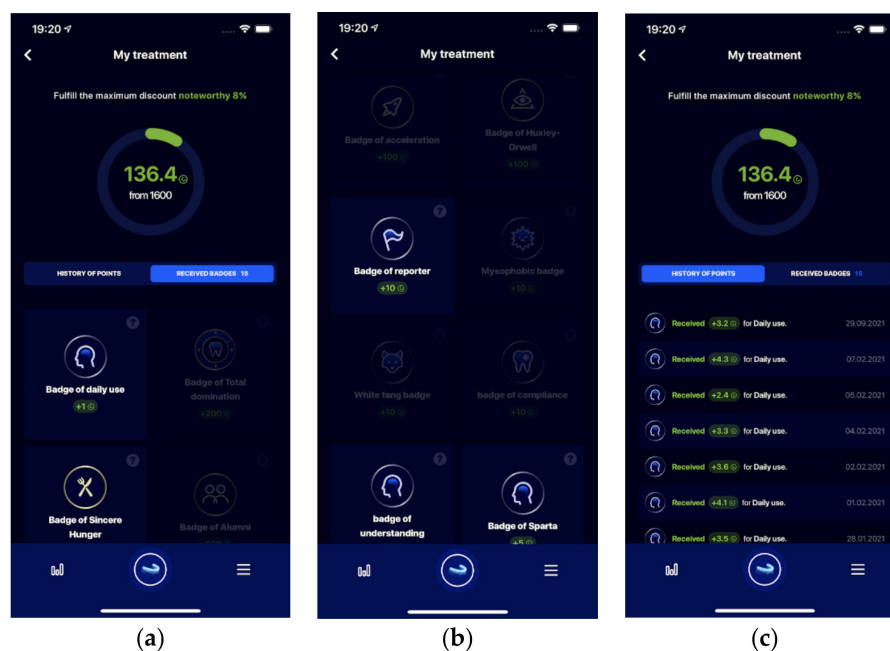 19:20
My treatment
Fulfill the maximum discount noteworthy 8%
136.4
from 1600
HISTORY OF POINTS
RECEIVED BADGES 15
Badge of daily use
+1
Badge of Total
domination
+200
Badge of Sincere
Hunger
Badge of Alumni
(a)
19:20
My treatment
Badge of acceleration
+100
Badge of Huxley-
Orwell
+100
Badge of reporter
+10
Mysophobic badge
+10
White fang badge
+10
badge of compliance
+10
badge of
understanding
Badge of Sparta
+5
(b)
19:20
My treatment
Fulfill the maximum discount noteworthy 8%
136.4
from 1600
HISTORY OF POINTS
RECEIVED BADGES 15
Received +3.2 for Daily use. 29.09.2021
Received +4.3 for Daily use. 07.02.2021
Received +2.4 for Daily use. 05.02.2021
Received +3.3 for Daily use. 04.02.2021
Received +3.6 for Daily use. 02.02.2021
Received +4.1 for Daily use. 01.02.2021
Received +3.5 for Daily use. 28.01.2021
(c)